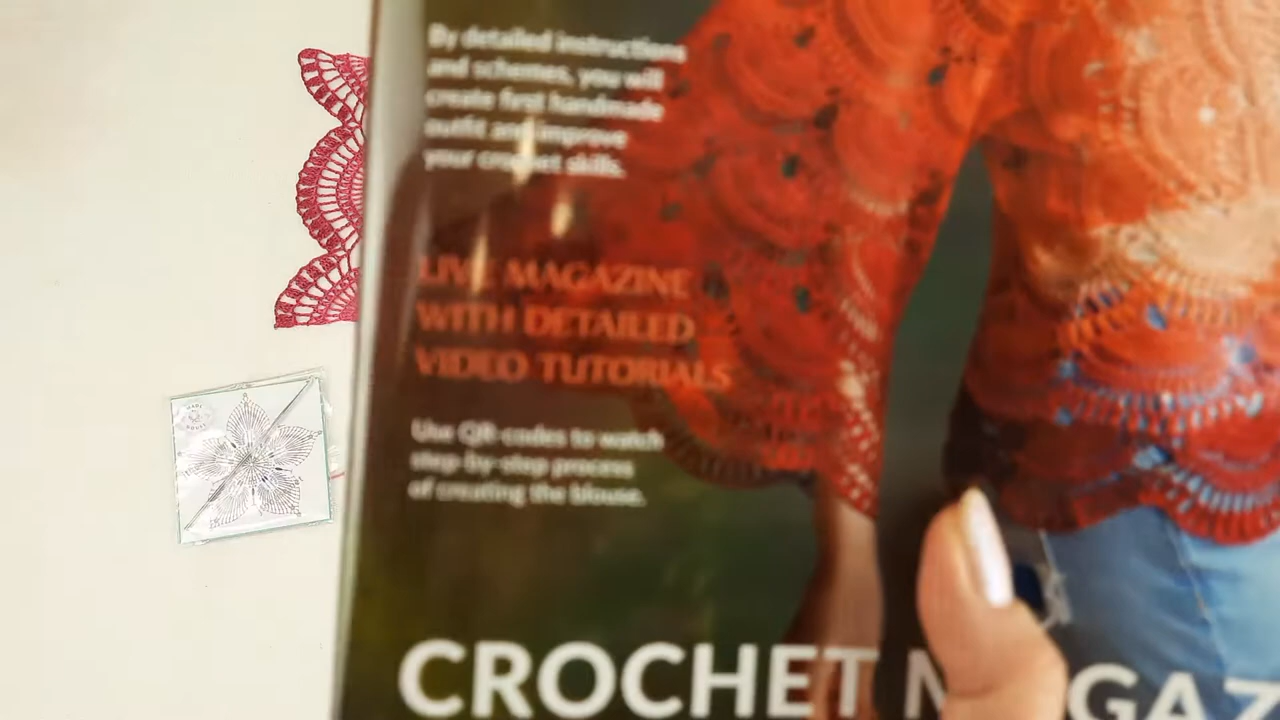 By detailed instructions
and schemes, you will
create first handmade
outfit and improve
your crochet skills.
LIVE MAGAZINE
WITH DETAILED
VIDEO TUTORIALS
Use QR-codes to watch
step-by-step process
of creating the blouse.
CROCHET M GAZ